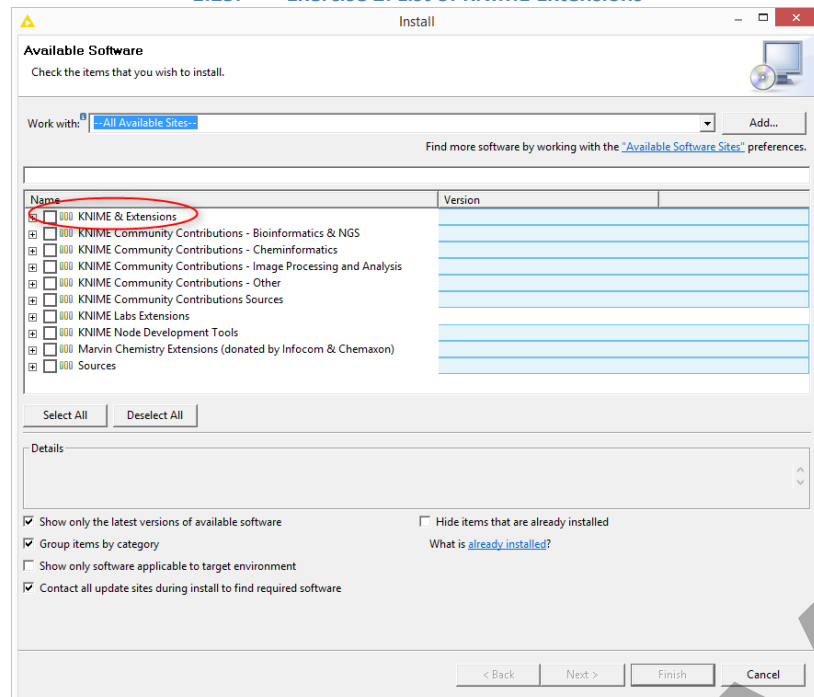 Exercise 2: List of KNIME Extensions
Install
Available Software
Check the items that you wish to install.
Work with: --All Available Sites-- Add...
Find more software by working with the "Available Software Sites" preferences.
Name Version
KNIME & Extensions
KNIME Community Contributions - Bioinformatics & NGS
KNIME Community Contributions - Cheminformatics
KNIME Community Contributions - Image Processing and Analysis
KNIME Community Contributions - Other
KNIME Community Contributions Sources
KNIME Labs Extensions
KNIME Node Development Tools
Marvin Chemistry Extensions (donated by Infocom & Chemaxon)
Sources
Select All Deselect All
Details
Show only the latest versions of available software Hide items that are already installed
Group items by category What is already installed?
Show only software applicable to target environment
Contact all update sites during install to find required software
< Back Next > Finish Cancel